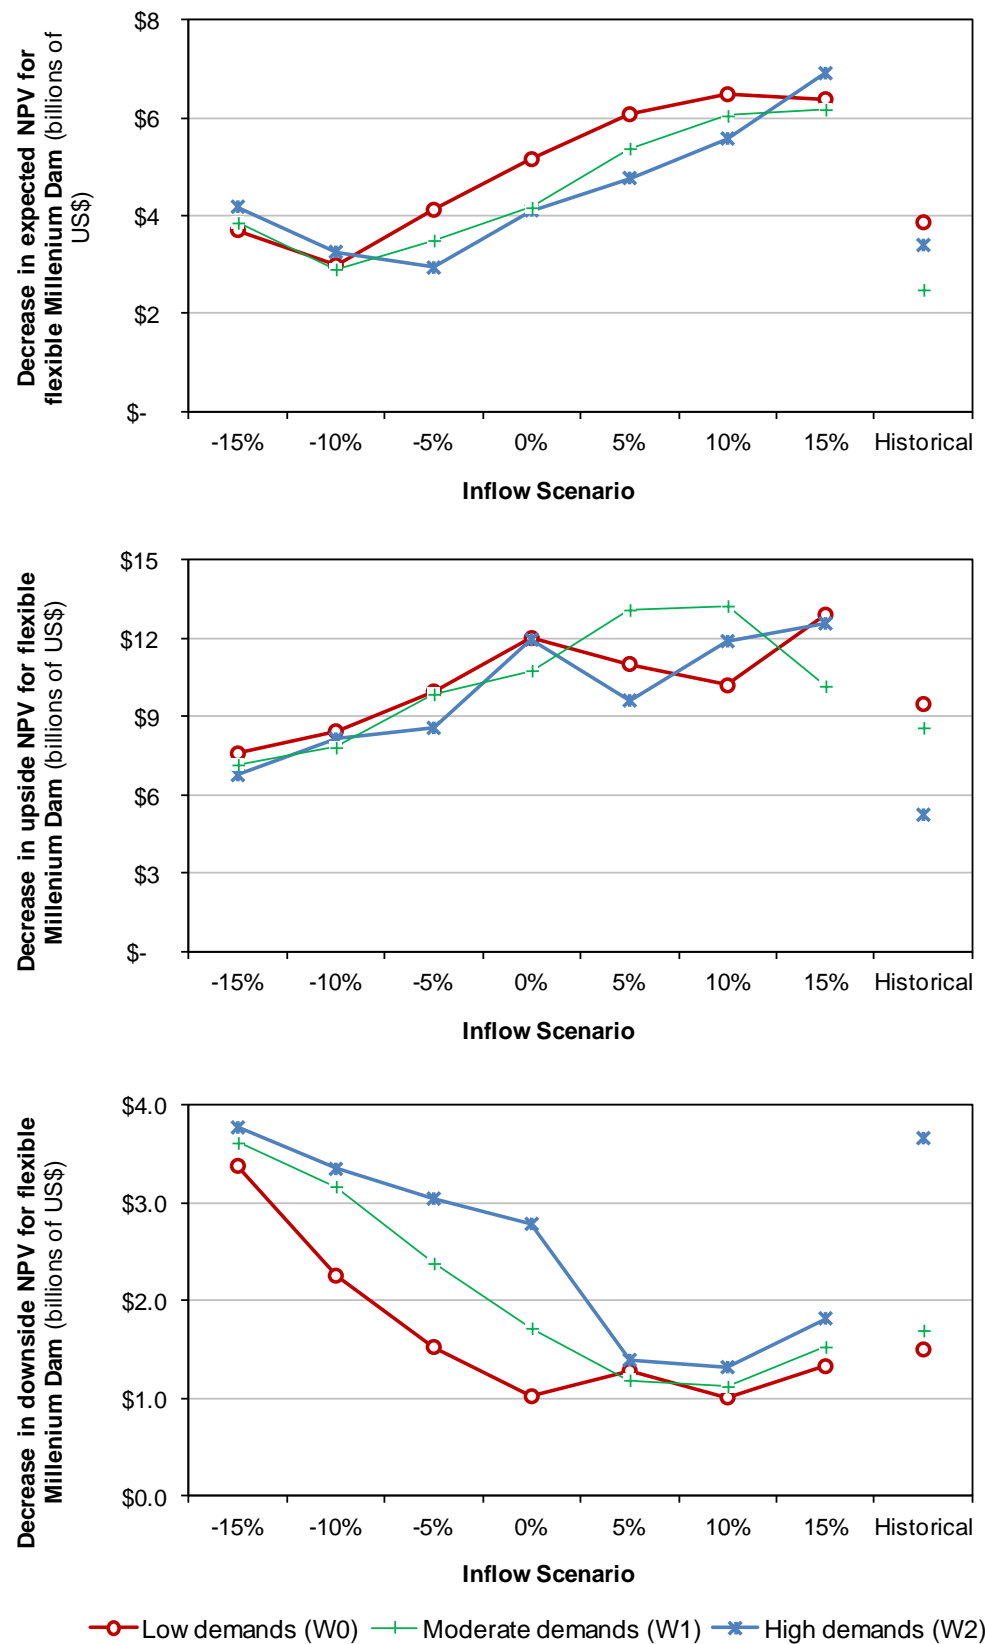 Decrease in expected NPV for
flexible Millenium Dam (billions of
US$)
$8
$6
$4
$2
$-
-15% -10% -5% 0% 5% 10% 15% Historical
Inflow Scenario
Decrease in upside NPV for flexible
Millenium Dam (billions of US$)
$15
$12
$9
$6
$3
$-
-15% -10% -5% 0% 5% 10% 15% Historical
Inflow Scenario
Decrease in downside NPV for flexible
Millenium Dam (billions of US$)
$4.0
$3.0
$2.0
$1.0
$0.0
-15% -10% -5% 0% 5% 10% 15% Historical
Inflow Scenario
Low demands (W0) Moderate demands (W1) High demands (W2)